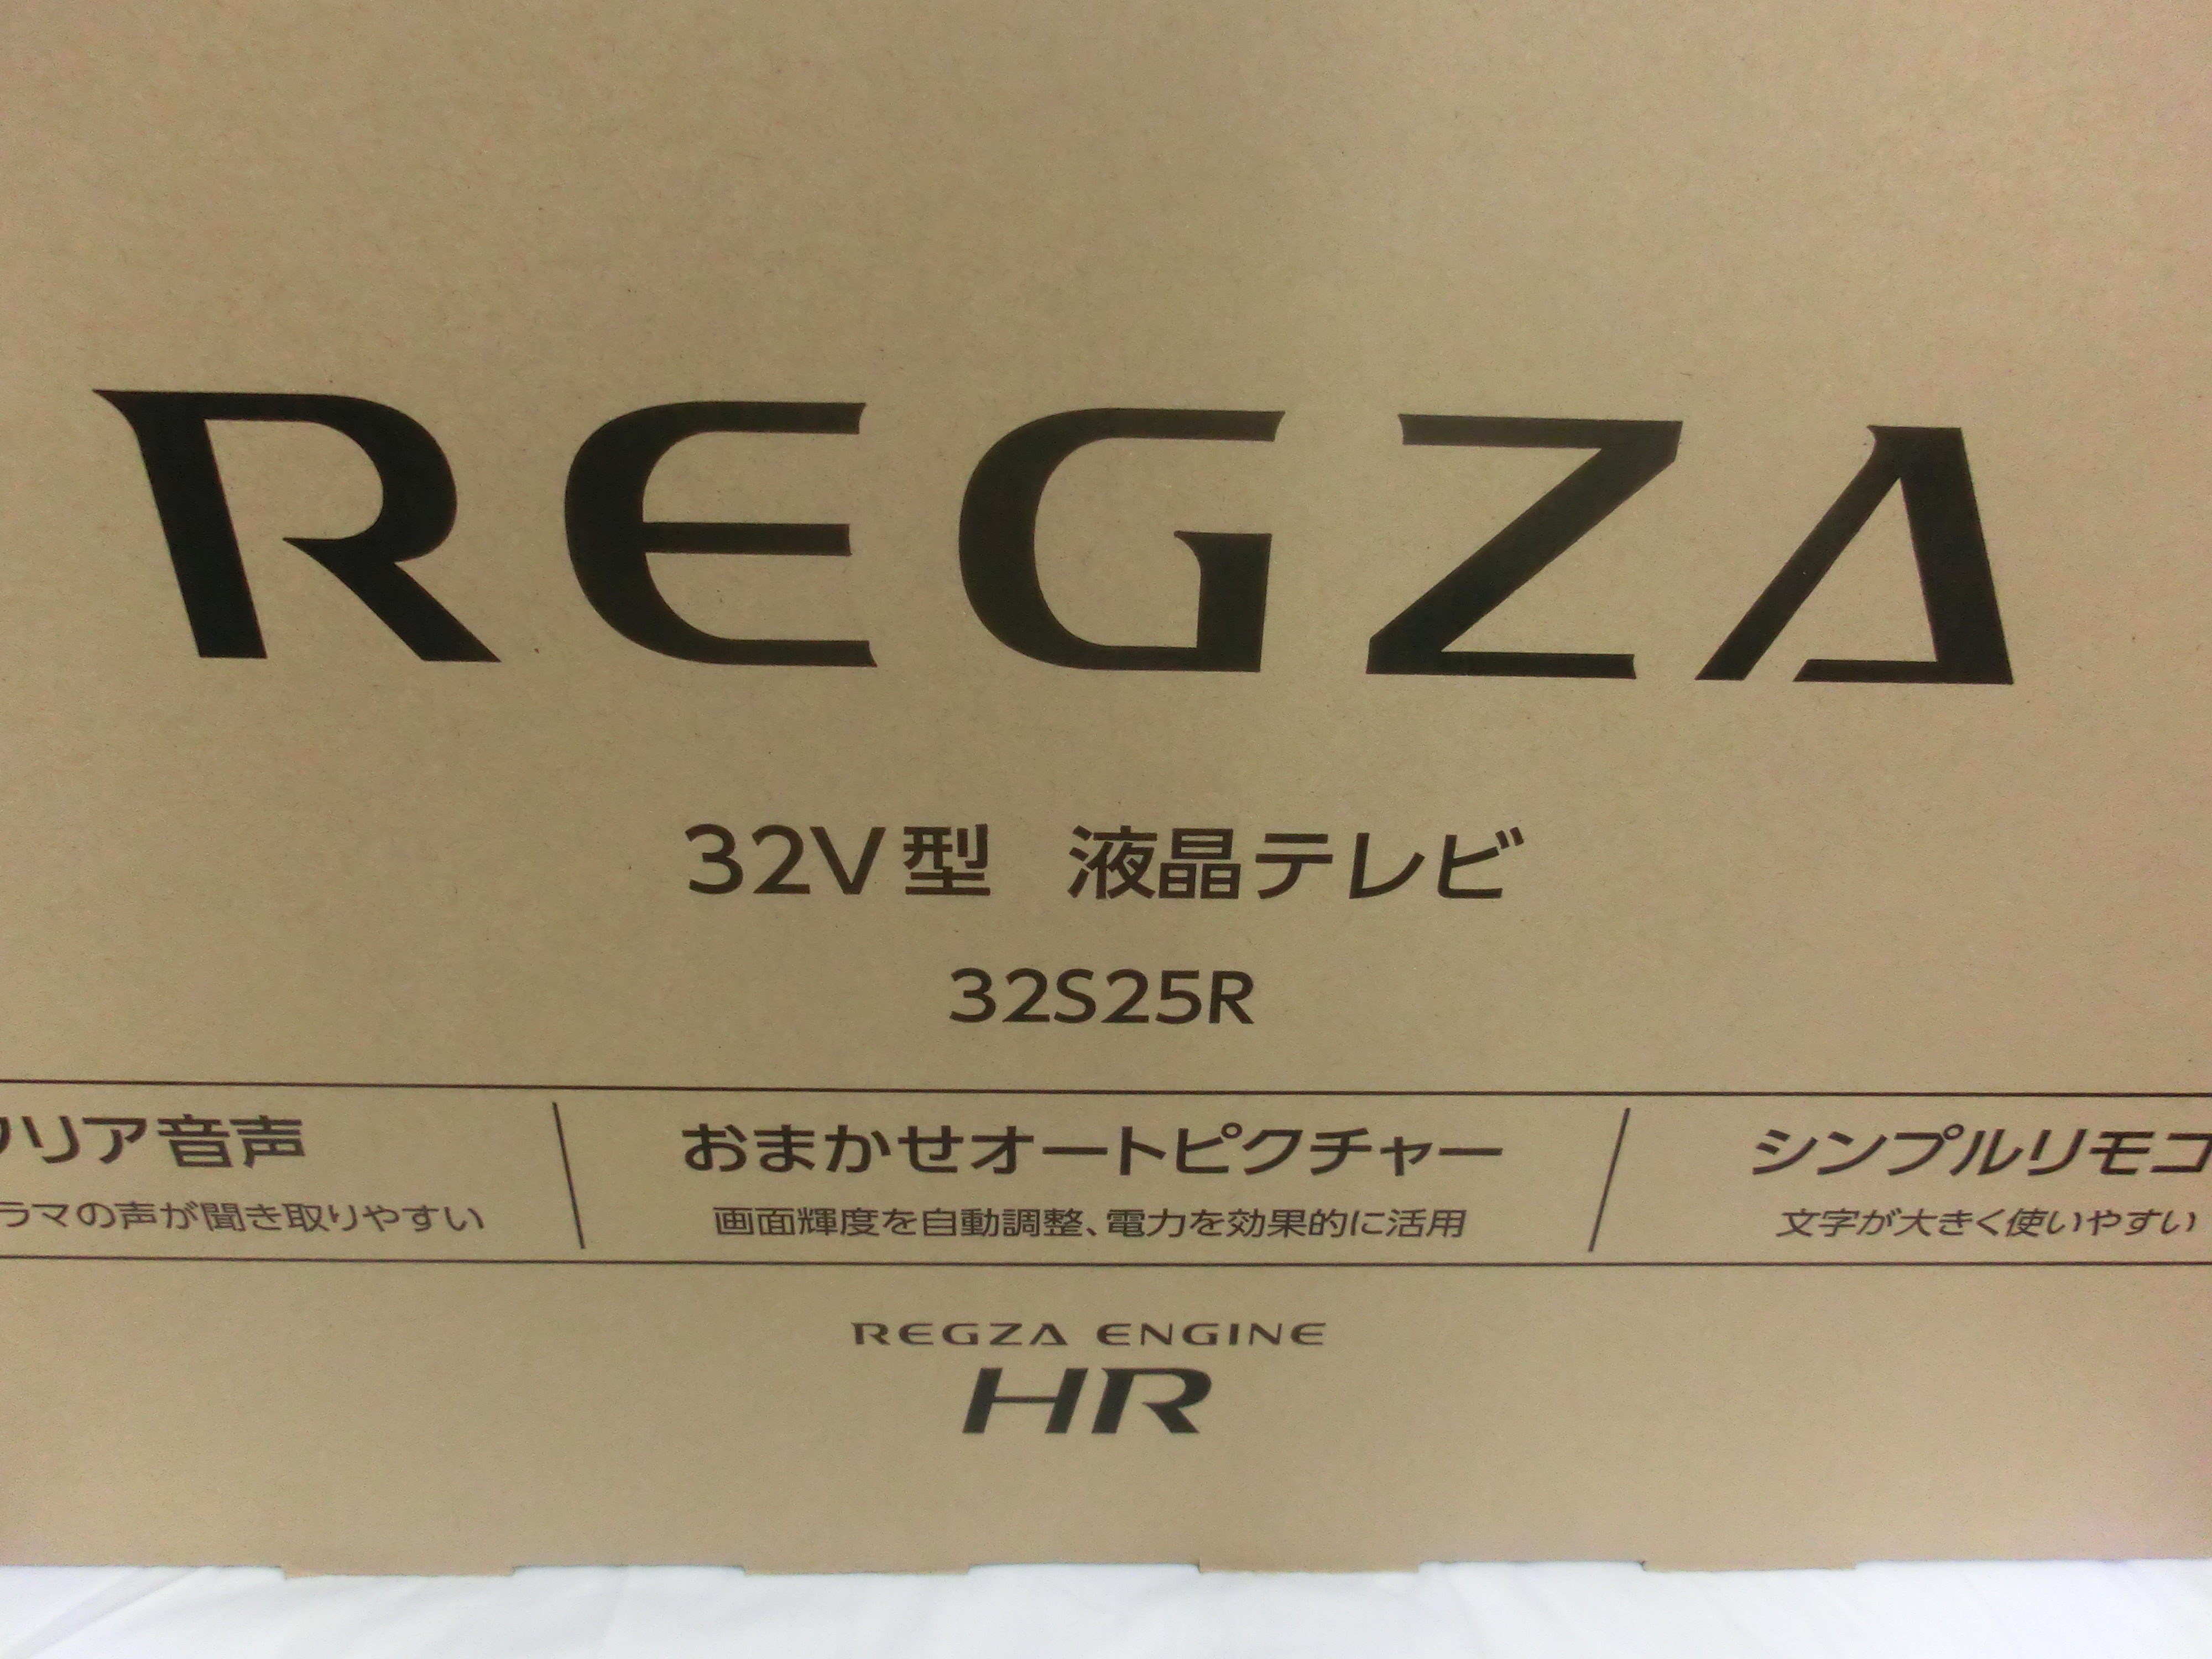 REGZA
32V型 液晶テレビ
32S25R
クリア音声
おまかせオートピクチャー
シンプルリモコ
ラマの声が聞き取りやすい
画面輝度を自動調整、電力を効果的に活用
文字が大きく使いやすい
REGZA ENGINE
HR